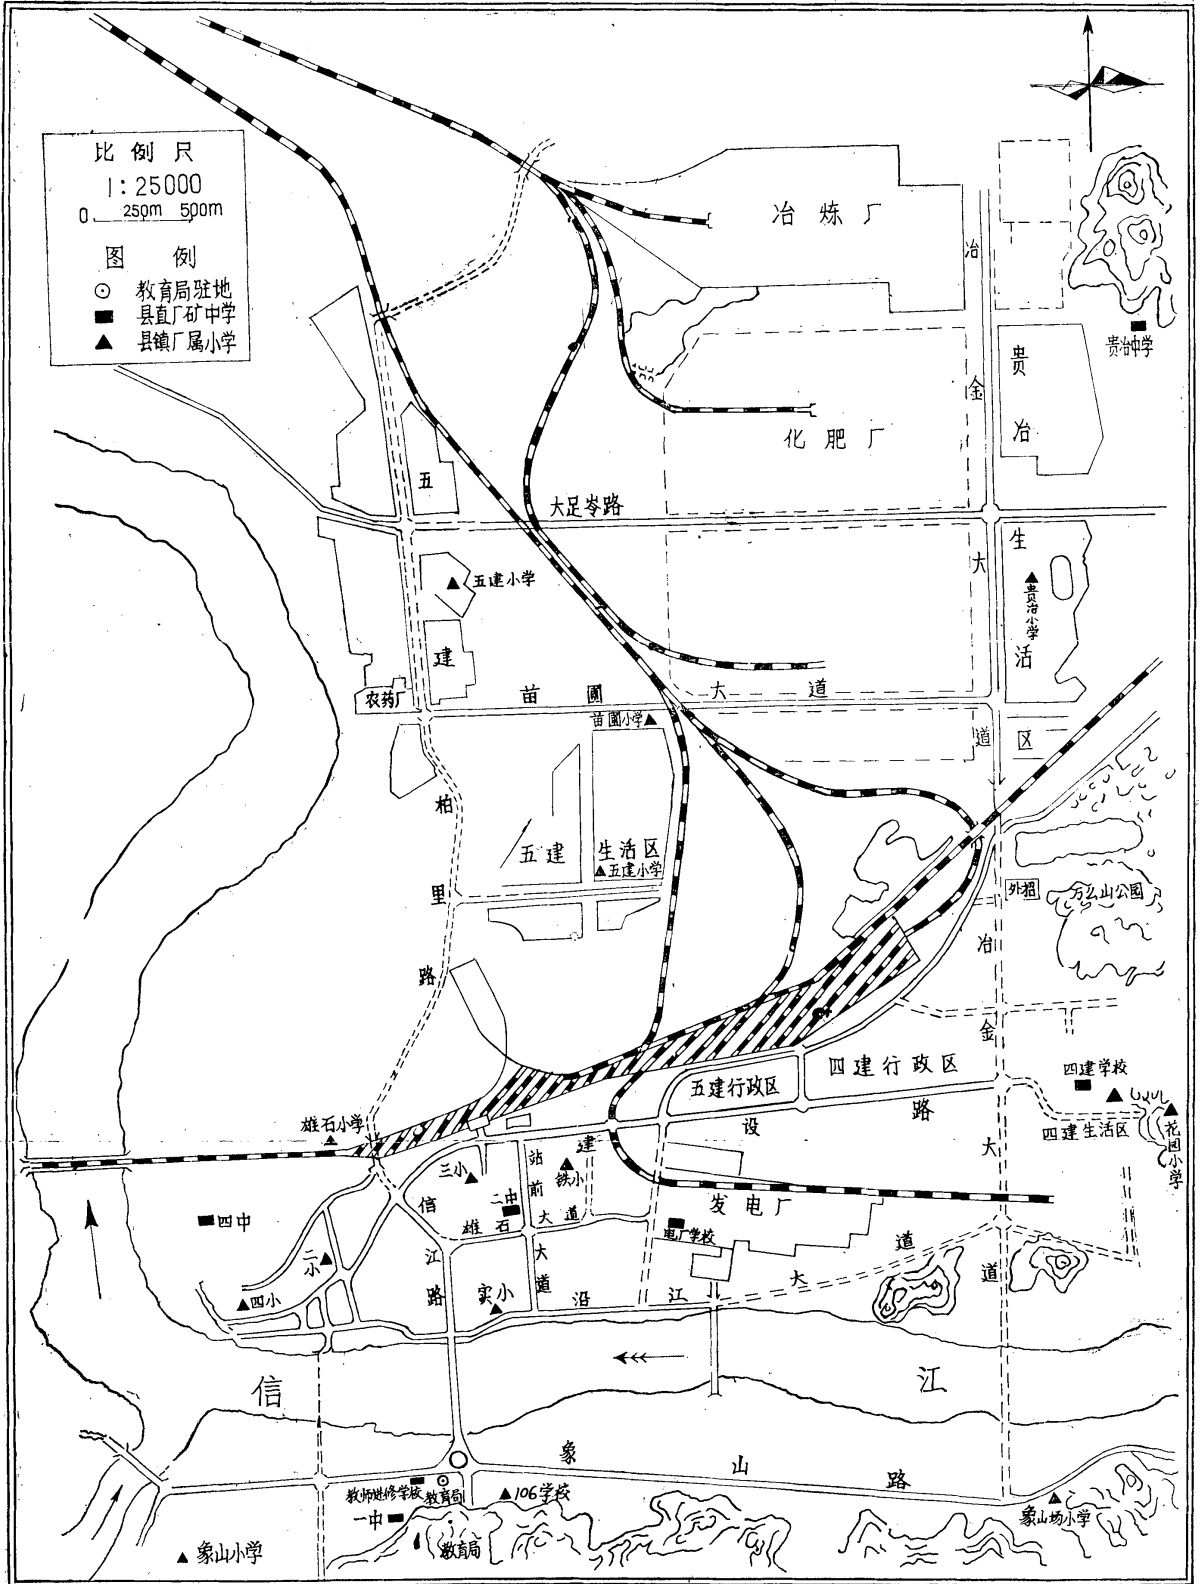 比例尺
1:25000
0 250m 500m
图例
教育局驻地
县直厂矿中学
县镇厂属小学
冶炼厂
化肥厂
贵冶中学
贵冶生活区
贵冶小学
冶金大道
大足岺路
五建
五建小学
农药厂
苗圃大道
苗圃小学
柏里路
五建
生活区
五建小学
外招
万么山公园
冶金大道
四建行政区
五建行政区
建设路
四建学校
四建生活区
花园小学
雄石小学
三小
站前大道
铁小
二中
雄石大道
信江路
发电厂
电厂学校
四中
二小
四小
实小
沿江大道
信江
象山路
教师进修学校
教育局
一中
教育局
106学校
象山场小学
象山小学